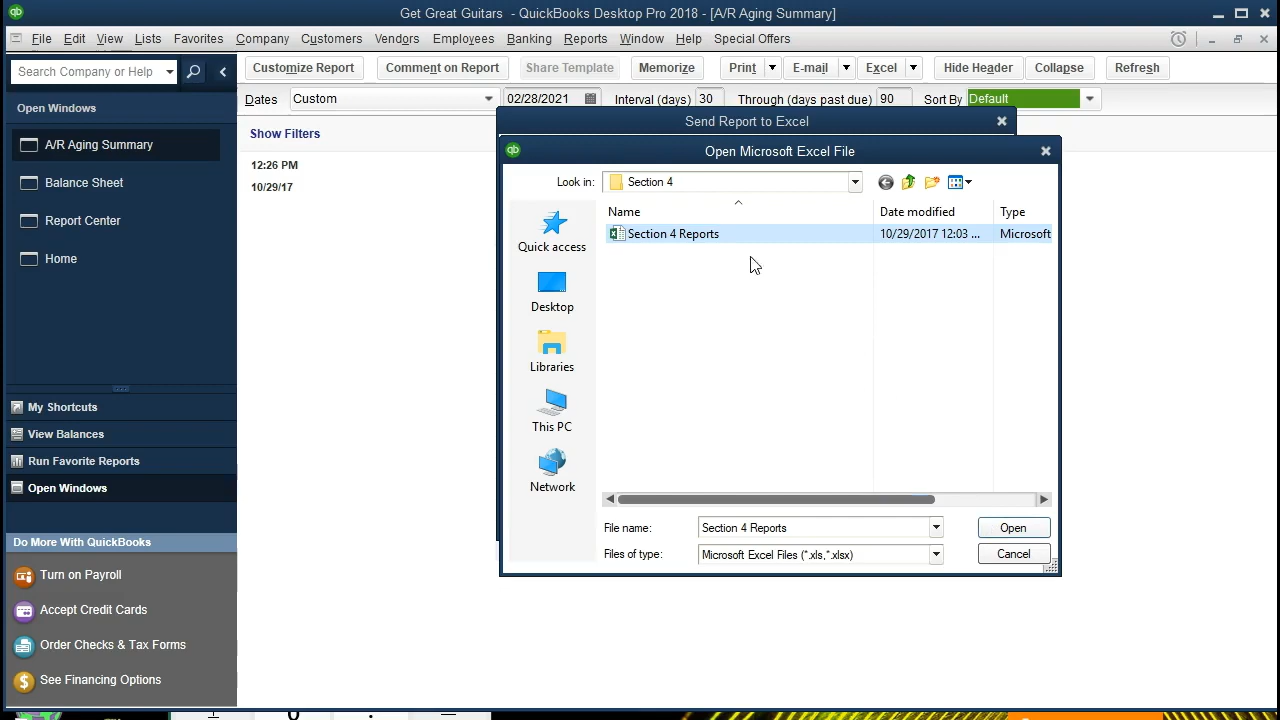 Get Great Guitars - QuickBooks Desktop Pro 2018 - [A/R Aging Summary]
File Edit View Lists Favorites Company Customers Vendors Employees Banking Reports Window Help Special Offers
Search Company or Help
Customize Report Comment on Report Share Template Memorize Print E-mail Excel Hide Header Collapse Refresh
Dates Custom 02/28/2021 Interval (days) 30 Through (days past due) 90 Sort By Default
Open Windows
A/R Aging Summary
Balance Sheet
Report Center
Home
My Shortcuts
View Balances
Run Favorite Reports
Open Windows
Do More With QuickBooks
Turn on Payroll
Accept Credit Cards
Order Checks & Tax Forms
See Financing Options
Show Filters
12:26 PM
10/29/17
Send Report to Excel
qb Open Microsoft Excel File
Look in: Section 4
Name Date modified Type
Section 4 Reports 10/29/2017 12:03 ... Microsoft
Quick access
Desktop
Libraries
This PC
Network
File name: Section 4 Reports Open
Files of type: Microsoft Excel Files (*.xls,*.xlsx) Cancel